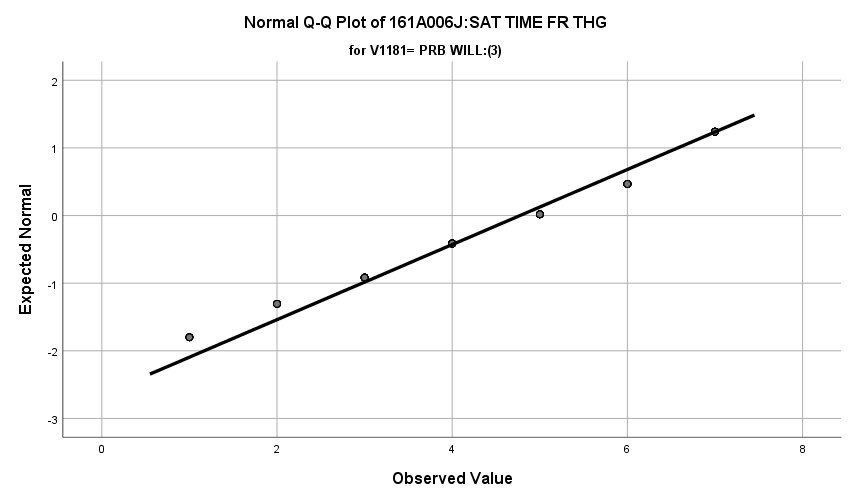 Normal Q-Q Plot of 161A006J:SAT TIME FR THG
for V1181= PRB WILL:(3)
2
1
0
-1
-2
-3
Expected Normal
0 2 4 6 8
Observed Value